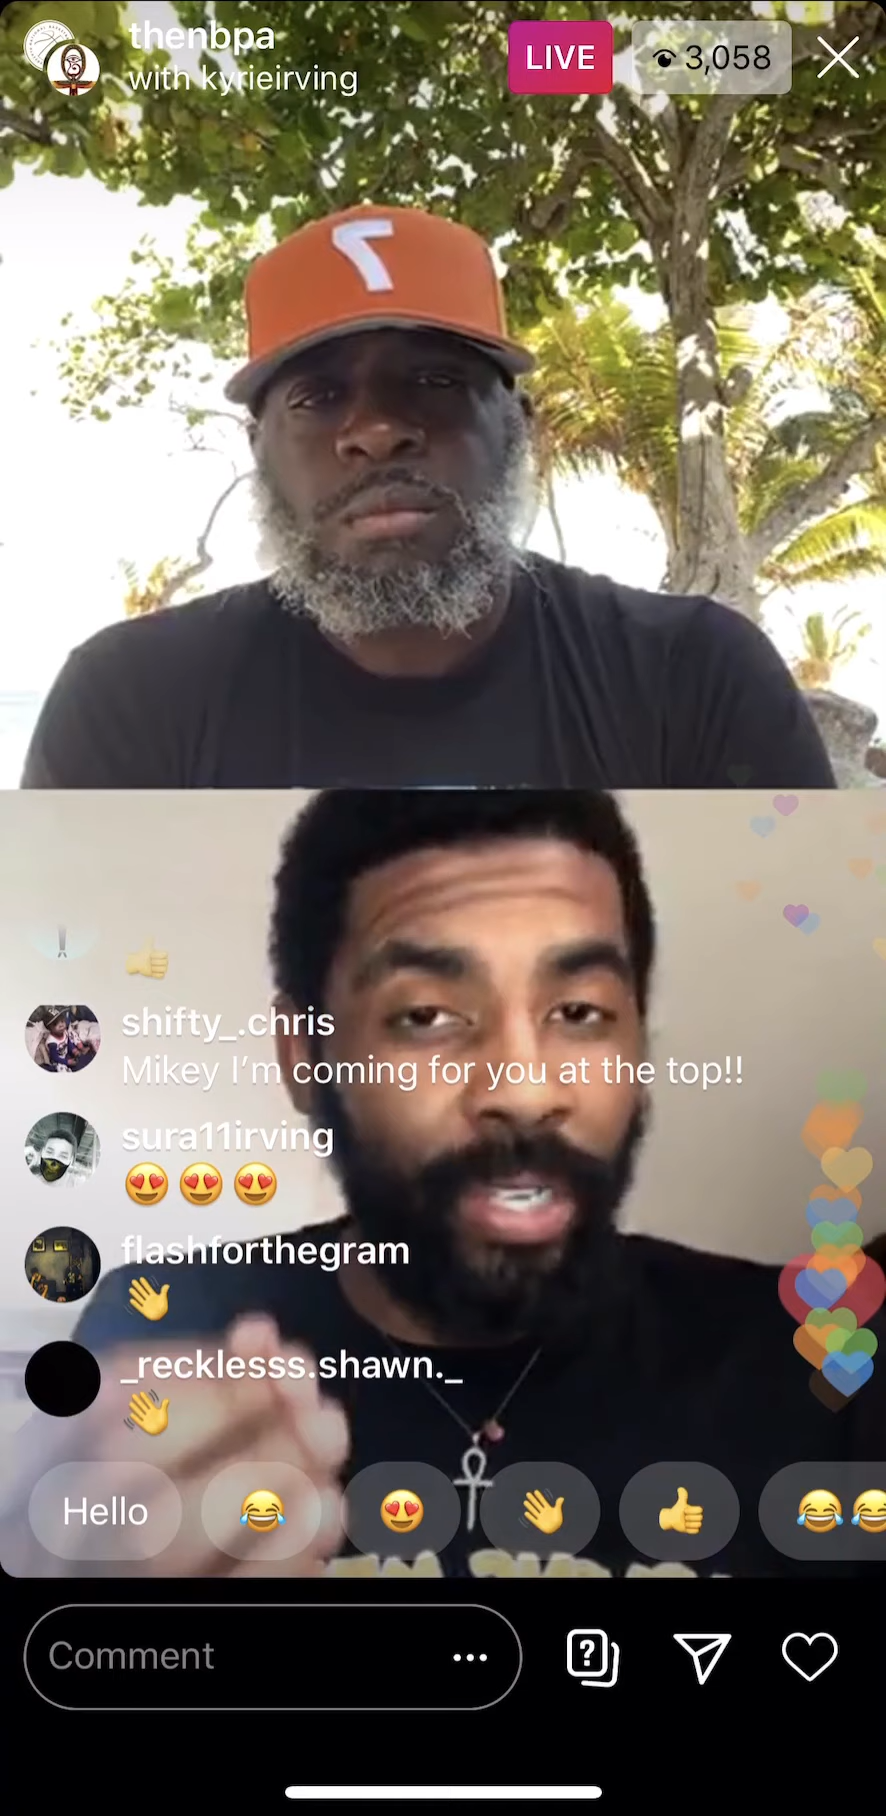 thenbpa
with kyrieirving
LIVE
3,058
7
shifty_.chris
Mikey I’m coming for you at the top!!
sura11irving
😍😍😍
flashforthegram
👋
_recklesss.shawn._
👋
Hello
Comment